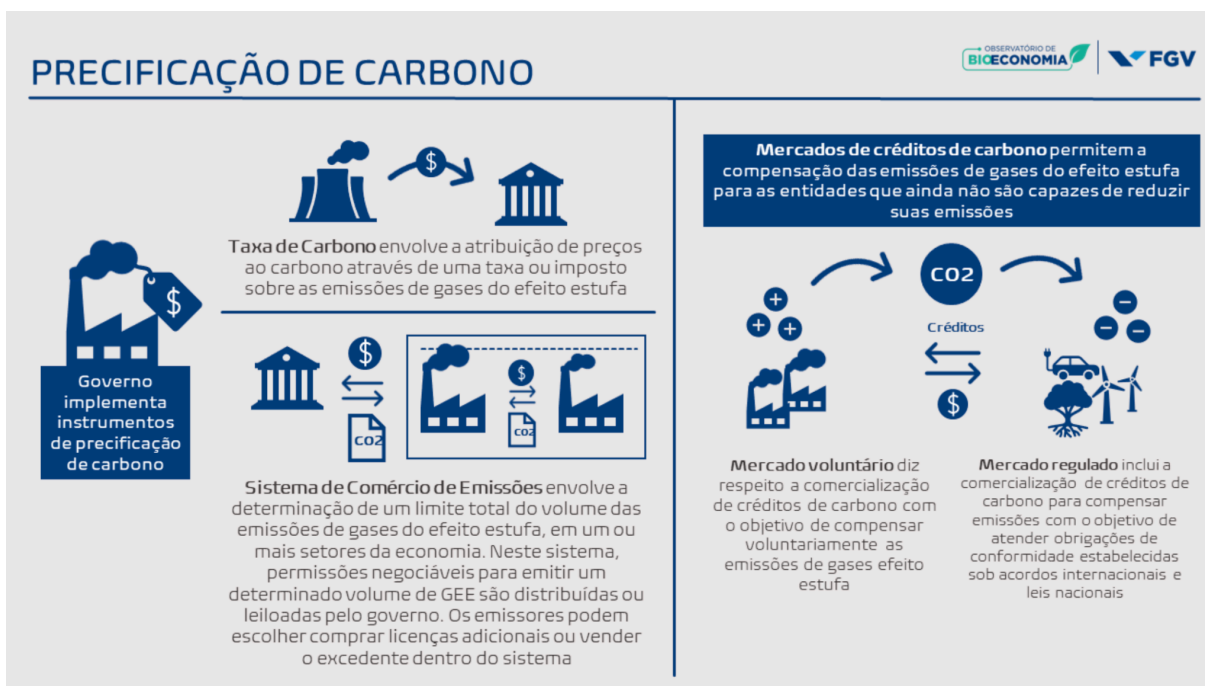 PRECIFICAÇÃO DE CARBONO
OBSERVATÓRIO DE
BIOECONOMIA
FGV
$
Taxa de Carbono envolve a atribuição de preços
ao carbono através de uma taxa ou imposto
sobre as emissões de gases do efeito estufa
$
Governo
implementa
instrumentos
de precificação
de carbono
$
CO2
$
CO2
Sistema de Comércio de Emissões envolve a
determinação de um limite total do volume das
emissões de gases do efeito estufa, em um ou
mais setores da economia. Neste sistema,
permissões negociáveis para emitir um
determinado volume de GEE são distribuídas ou
leiloadas pelo governo. Os emissores podem
escolher comprar licenças adicionais ou vender
o excedente dentro do sistema
Mercados de créditos de carbono permitem a
compensação das emissões de gases do efeito estufa
para as entidades que ainda não são capazes de reduzir
suas emissões
CO2
Créditos
$
Mercado voluntário diz
respeito a comercialização
de créditos de carbono com
o objetivo de compensar
voluntariamente as
emissões de gases efeito
estufa
Mercado regulado inclui a
comercialização de créditos de
carbono para compensar
emissões com o objetivo de
atender obrigações de
conformidade estabelecidas
sob acordos internacionais e
leis nacionais